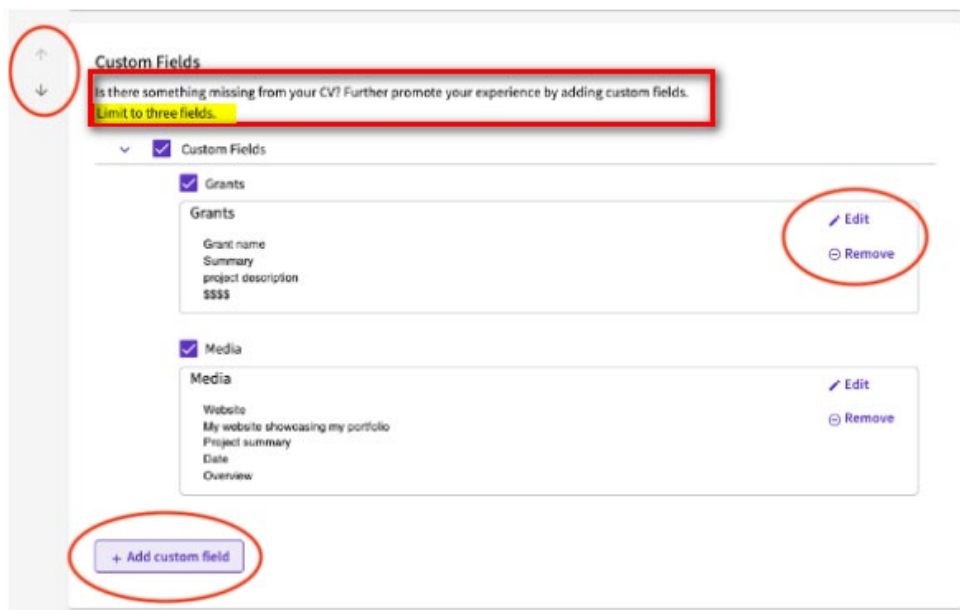 Custom Fields
Is there something missing from your CV? Further promote your experience by adding custom fields.
Limit to three fields.
Custom Fields
Grants
Grants
Edit
Grant name
Remove
Summary
project description
$$$$
Media
Media
Edit
Website
Remove
My website showcasing my portfolio
Project summary
Date
Overview
+ Add custom field